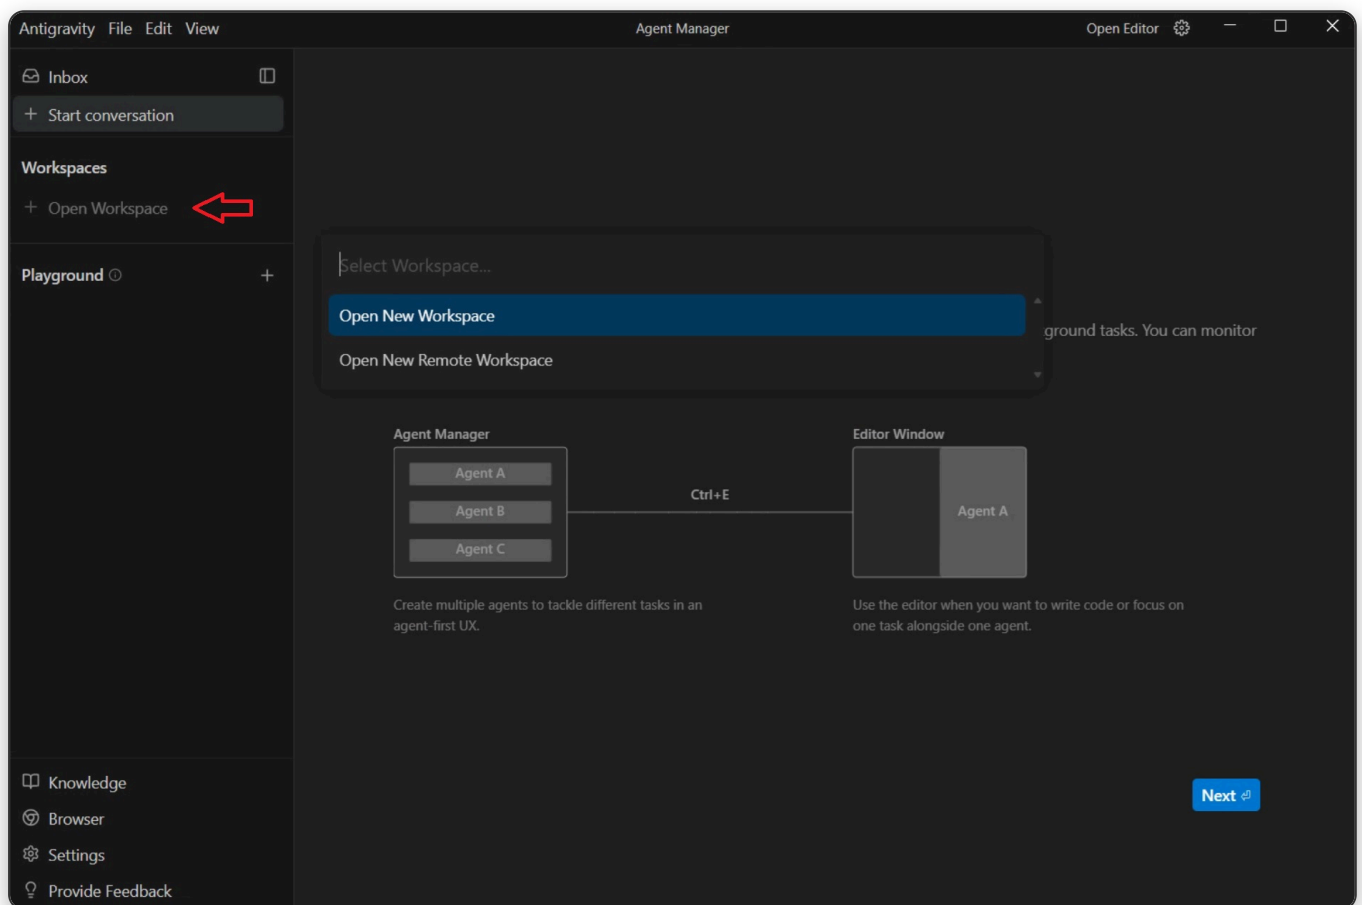 Antigravity File Edit View
Agent Manager
Open Editor
Inbox
Start conversation
Workspaces
Open Workspace
Playground
Select Workspace...
Open New Workspace
Open New Remote Workspace
ground tasks. You can monitor
Agent Manager
Agent A
Agent B
Agent C
Create multiple agents to tackle different tasks in an
agent-first UX.
Ctrl+E
Editor Window
Agent A
Use the editor when you want to write code or focus on
one task alongside one agent.
Next
Knowledge
Browser
Settings
Provide Feedback